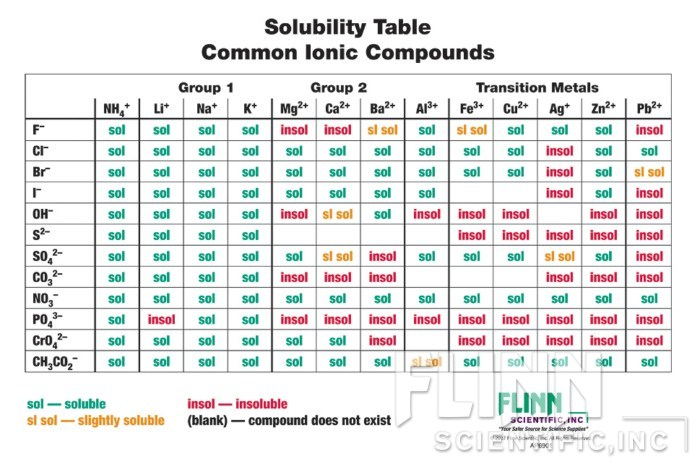 Solubility Table
Common Ionic Compounds
Group 1 Group 2 Transition Metals
NH₄⁺ Li⁺ Na⁺ K⁺ Mg²⁺ Ca²⁺ Ba²⁺ Al³⁺ Fe³⁺ Cu²⁺ Ag⁺ Zn²⁺ Pb²⁺
F⁻ sol sol sol sol insol insol sl sol sol sl sol sol sol sol insol
Cl⁻ sol sol sol sol sol sol sol sol sol sol insol sol sol
Br⁻ sol sol sol sol sol sol sol sol sol sol insol sol sl sol
I⁻ sol sol sol sol sol sol sol sol insol sol insol
OH⁻ sol sol sol sol insol sl sol sol insol insol insol insol insol
S²⁻ sol sol sol sol insol insol insol insol insol
SO₄²⁻ sol sol sol sol sol sl sol insol sol sol sol sl sol sol insol
CO₃²⁻ sol sol sol sol insol insol insol insol insol insol
NO₃⁻ sol sol sol sol sol sol sol sol sol sol sol sol sol
PO₄³⁻ sol insol sol sol insol insol insol insol insol insol insol insol insol
CrO₄²⁻ sol sol sol sol sol sol insol insol insol insol insol insol
CH₃CO₂⁻ sol sol sol sol sol sol sol sl sol sol sol sol sol sol
sol — soluble insol — insoluble
sl sol — slightly soluble (blank) — compound does not exist
FLINN
SCIENTIFIC, INC
"Your Safer Source for Science Supplies"
FLINN
SCIENTIFIC, INC